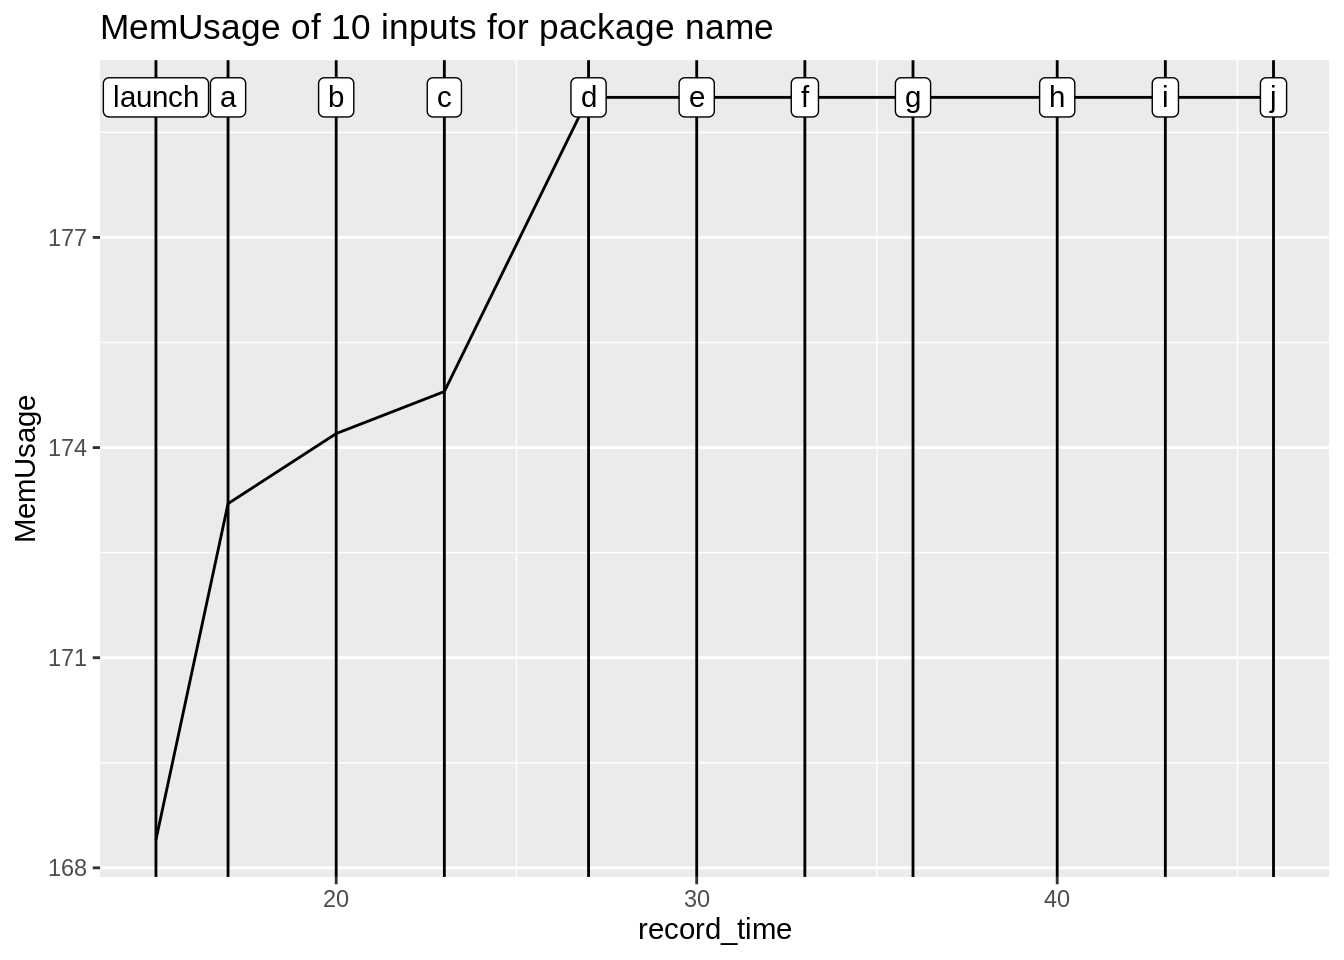 MemUsage of 10 inputs for package name
launch a b c d e f g h i j
177
174
171
168
MemUsage
20 30 40
record_time